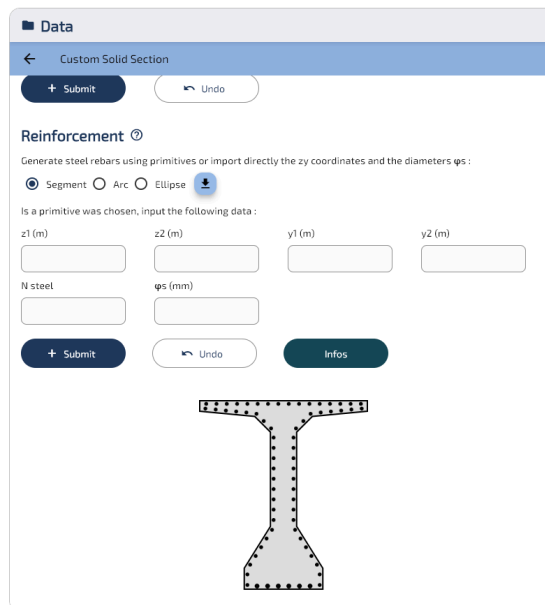 Data
Custom Solid Section
+ Submit Undo
Reinforcement ?
Generate steel rebars using primitives or import directly the zy coordinates and the diameters φs :
Segment Arc Ellipse
Is a primitive was chosen, input the following data :
z1 (m) z2 (m) y1 (m) y2 (m)
N steel φs (mm)
+ Submit Undo Infos